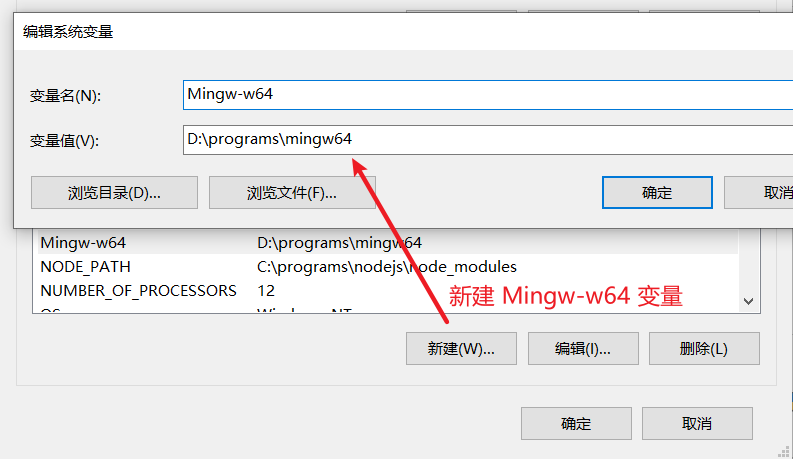 编辑系统变量
变量名(N):
Mingw-w64
变量值(V):
D:\programs\mingw64
浏览目录(D)...
浏览文件(F)...
确定
取消
Mingw-w64 D:\programs\mingw64
NODE_PATH C:\programs\nodejs\node_modules
NUMBER_OF_PROCESSORS 12
新建 Mingw-w64 变量
新建(W)...
编辑(I)...
删除(L)
确定
取消